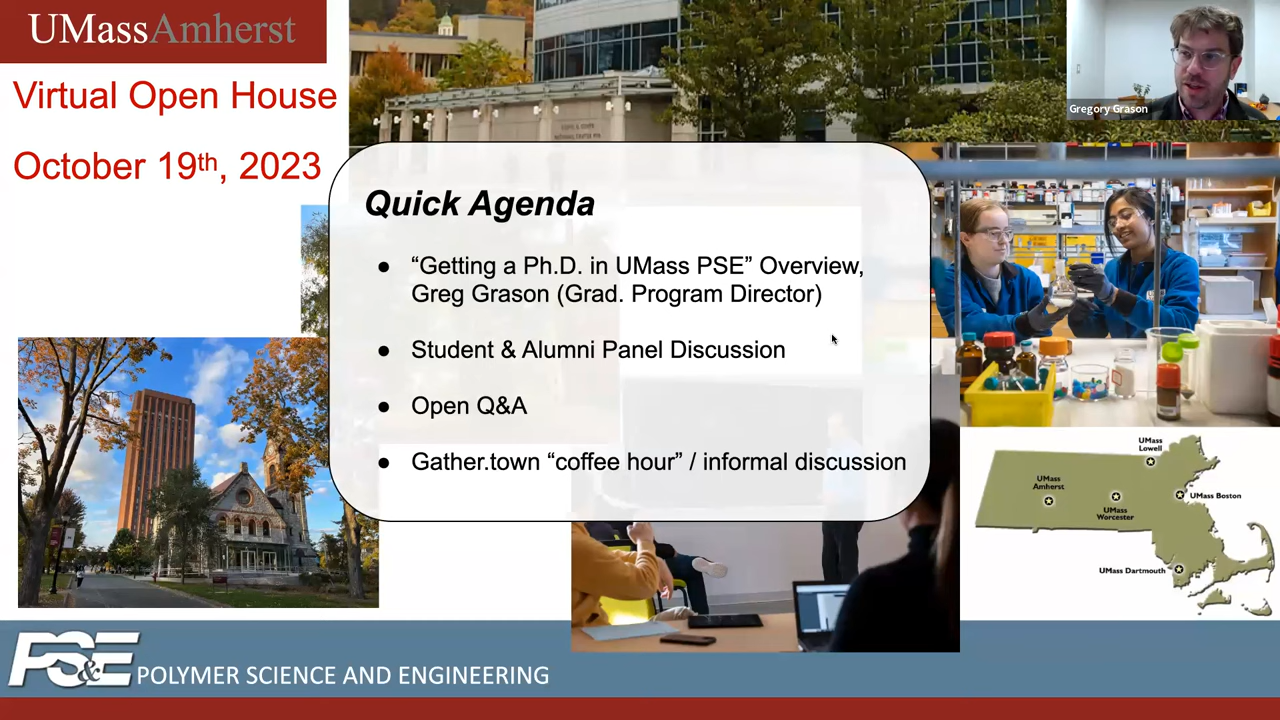 UMassAmherst
Virtual Open House
October 19th, 2023
Gregory Grason
Quick Agenda
● “Getting a Ph.D. in UMass PSE” Overview,
Greg Grason (Grad. Program Director)
● Student & Alumni Panel Discussion
● Open Q&A
● Gather.town “coffee hour” / informal discussion
UMass
Lowell
UMass
Amherst
UMass Boston
UMass
Worcester
UMass Dartmouth
PS&E POLYMER SCIENCE AND ENGINEERING